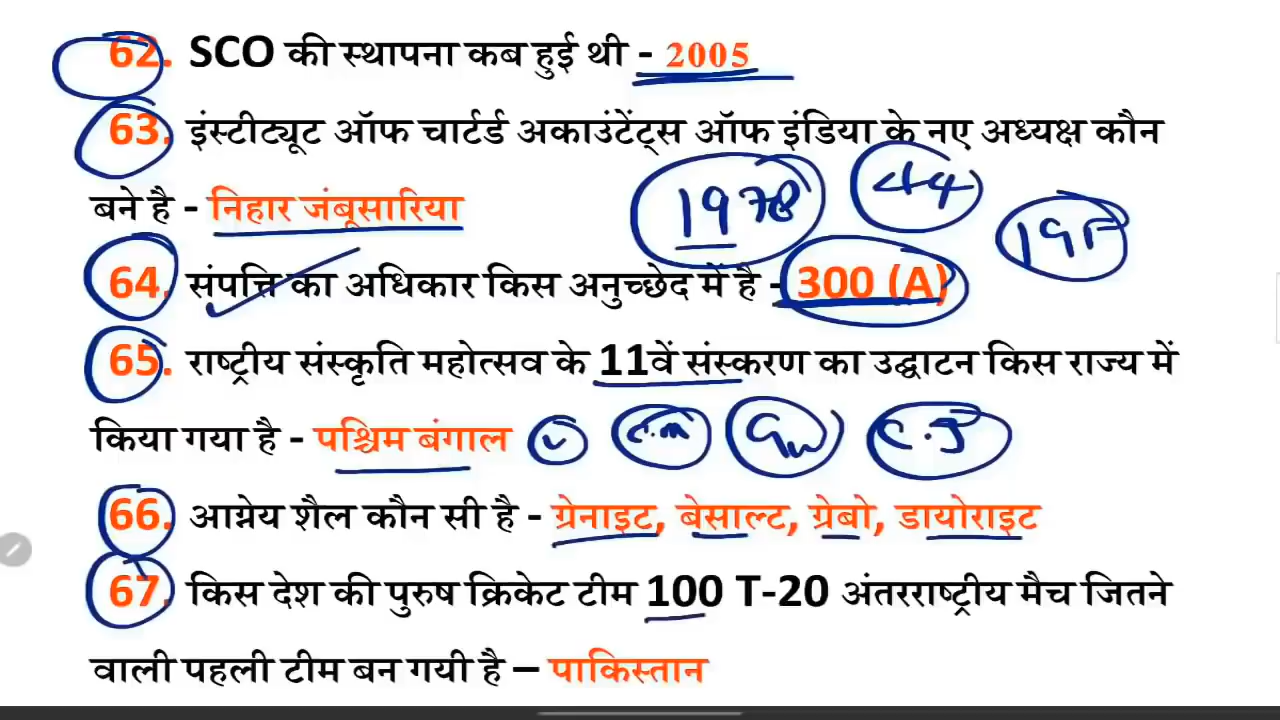 62. SCO की स्थापना कब हुई थी - 2005
63. इंस्टीट्यूट ऑफ चार्टर्ड अकाउंटेंट्स ऑफ इंडिया के नए अध्यक्ष कौन
बने है - निहार जंबूसारिया
1978 44
64. संपत्ति का अधिकार किस अनुच्छेद में है - 300 (A)
65. राष्ट्रीय संस्कृति महोत्सव के 11वें संस्करण का उद्घाटन किस राज्य में
किया गया है - पश्चिम बंगाल
66. आग्नेय शैल कौन सी है - ग्रेनाइट, बेसाल्ट, ग्रेबो, डायोराइट
67. किस देश की पुरुष क्रिकेट टीम 100 T-20 अंतरराष्ट्रीय मैच जितने
वाली पहली टीम बन गयी है – पाकिस्तान